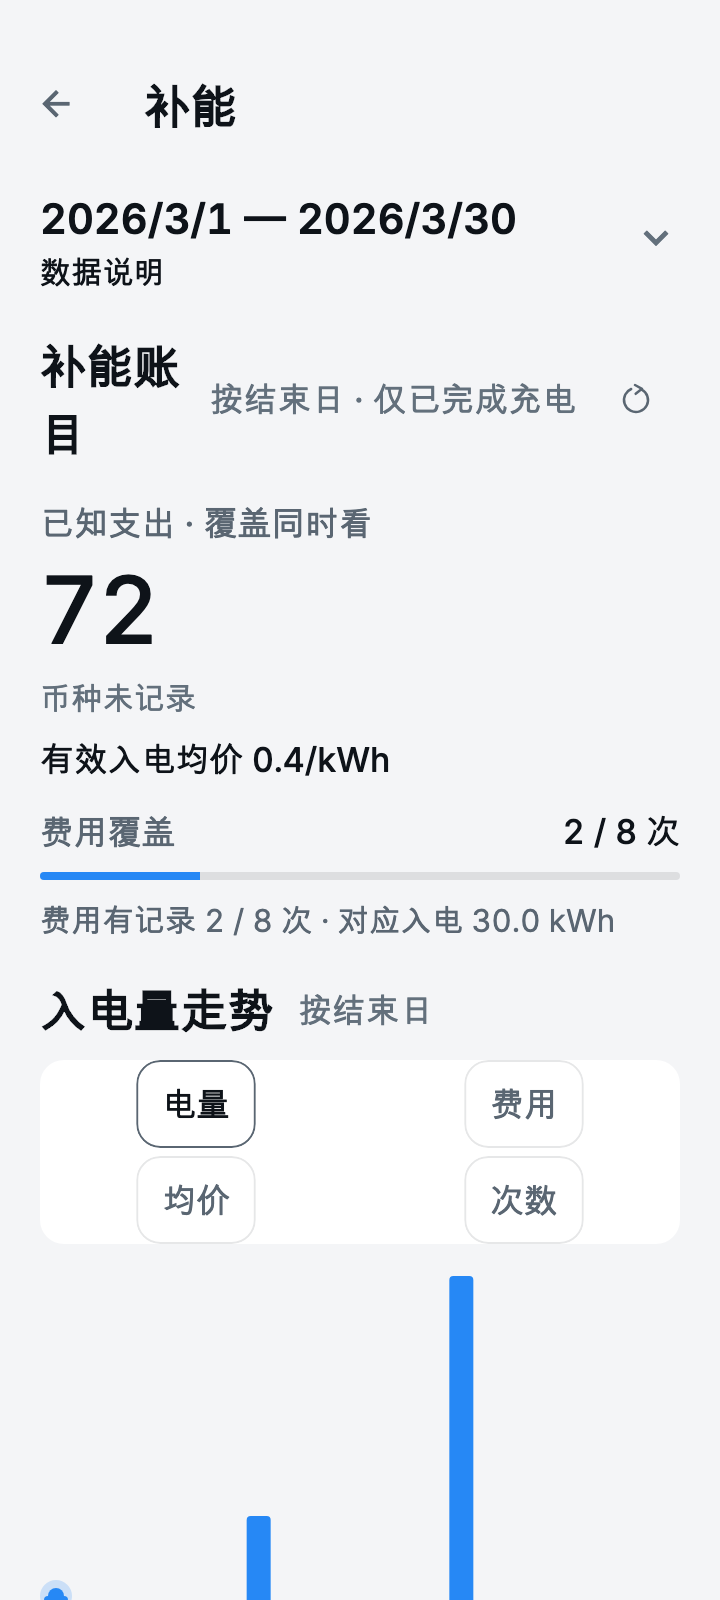 补能
2026/3/1 — 2026/3/30
数据说明
补能账
目
按结束日 · 仅已完成充电
已知支出 · 覆盖同时看
72
币种未记录
有效入电均价 0.4/kWh
费用覆盖
2 / 8 次
费用有记录 2 / 8 次 · 对应入电 30.0 kWh
入电量走势 按结束日
电量 费用
均价 次数